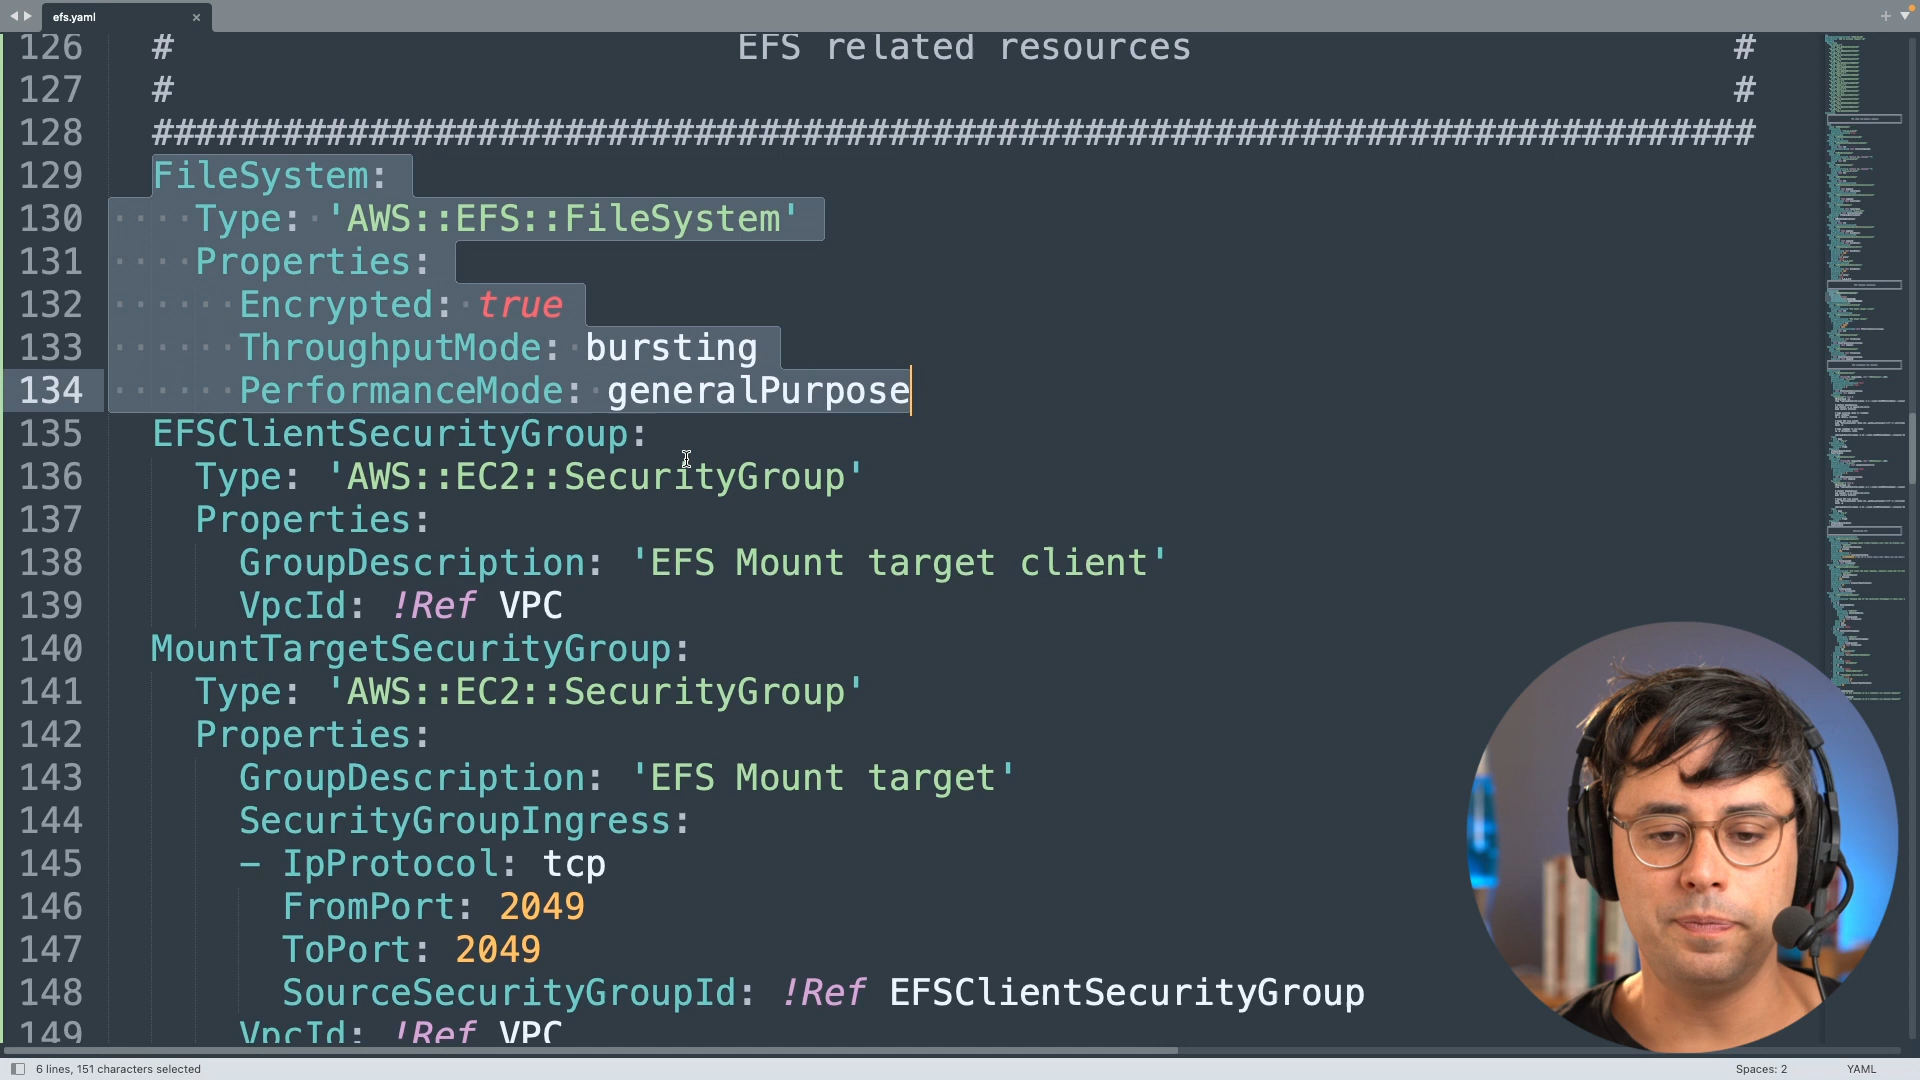 efs.yaml
126 # EFS related resources #
127 # #
128 ##########################################################################
129 FileSystem:
130 Type: 'AWS::EFS::FileSystem'
131 Properties:
132 Encrypted: true
133 ThroughputMode: bursting
134 PerformanceMode: generalPurpose
135 EFSClientSecurityGroup:
136 Type: 'AWS::EC2::SecurityGroup'
137 Properties:
138 GroupDescription: 'EFS Mount target client'
139 VpcId: !Ref VPC
140 MountTargetSecurityGroup:
141 Type: 'AWS::EC2::SecurityGroup'
142 Properties:
143 GroupDescription: 'EFS Mount target'
144 SecurityGroupIngress:
145 - IpProtocol: tcp
146 FromPort: 2049
147 ToPort: 2049
148 SourceSecurityGroupId: !Ref EFSClientSecurityGroup
149 VpcId: !Ref VPC
6 lines, 151 characters selected
Spaces: 2
YAML